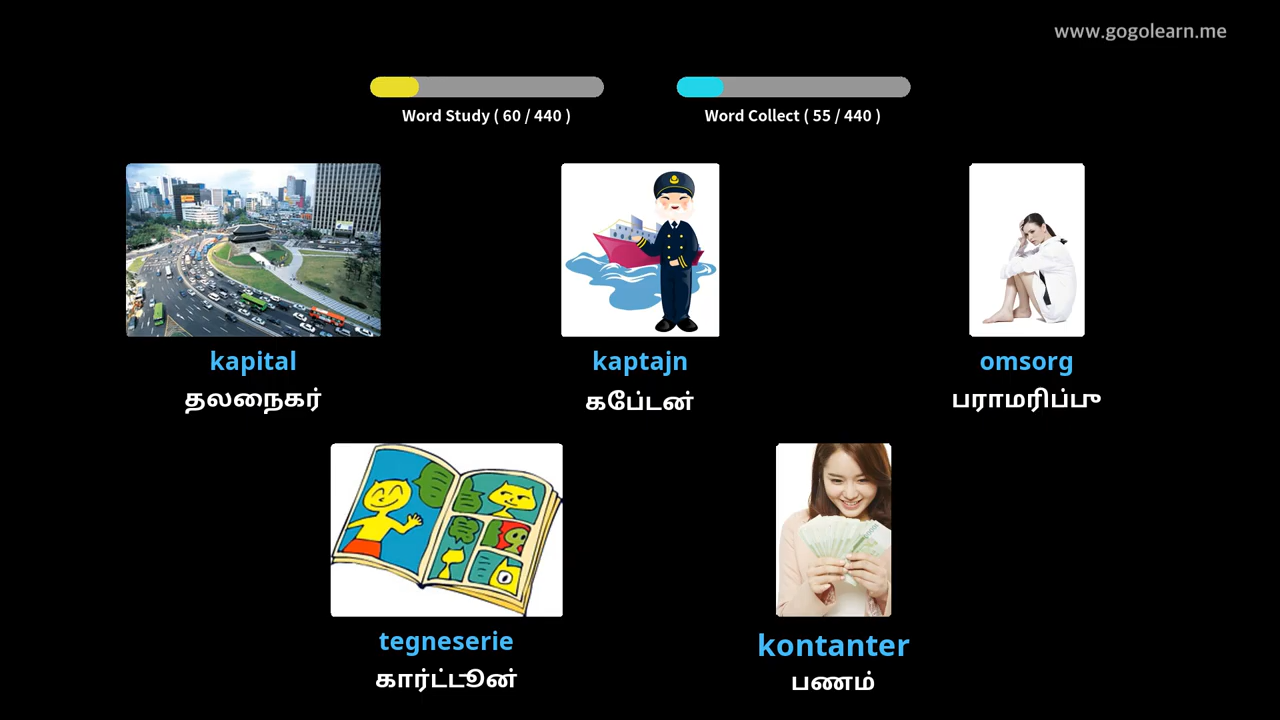 www.gogolearn.me
Word Study ( 60 / 440 )
Word Collect ( 55 / 440 )
kapital
தலைநகர்
kaptajn
கேப்டன்
omsorg
பராமரிப்பு
tegneserie
கார்ட்டூன்
kontanter
பணம்